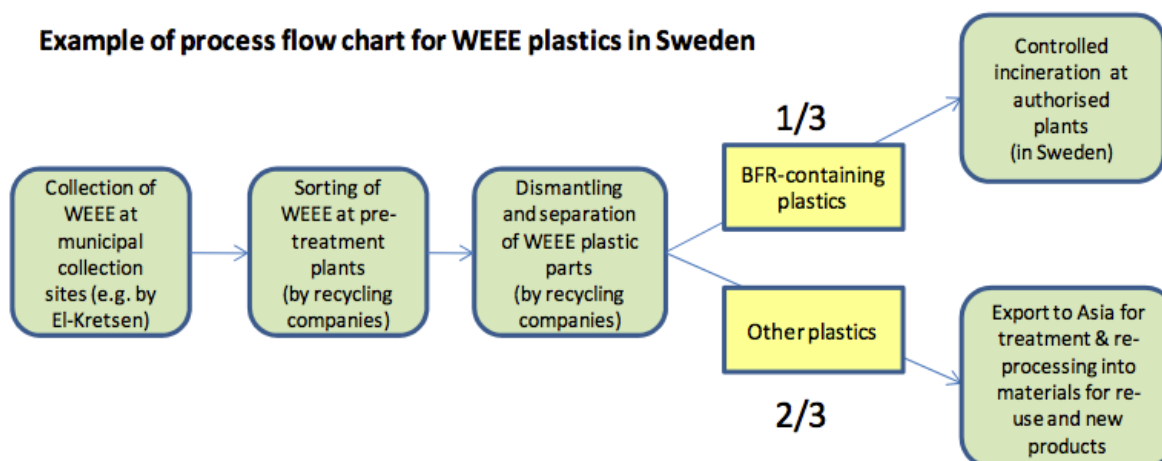 Example of process flow chart for WEEE plastics in Sweden
Collection of
WEEE at
municipal
collection
sites (e.g. by
El-Kretsen)
Sorting of
WEEE at pre-
treatment
plants
(by recycling
companies)
Dismantling
and separation
of WEEE plastic
parts
(by recycling
companies)
1/3
BFR-containing
plastics
Controlled
incineration at
authorised
plants
(in Sweden)
Other plastics
2/3
Export to Asia for
treatment & re-
processing into
materials for re-
use and new
products